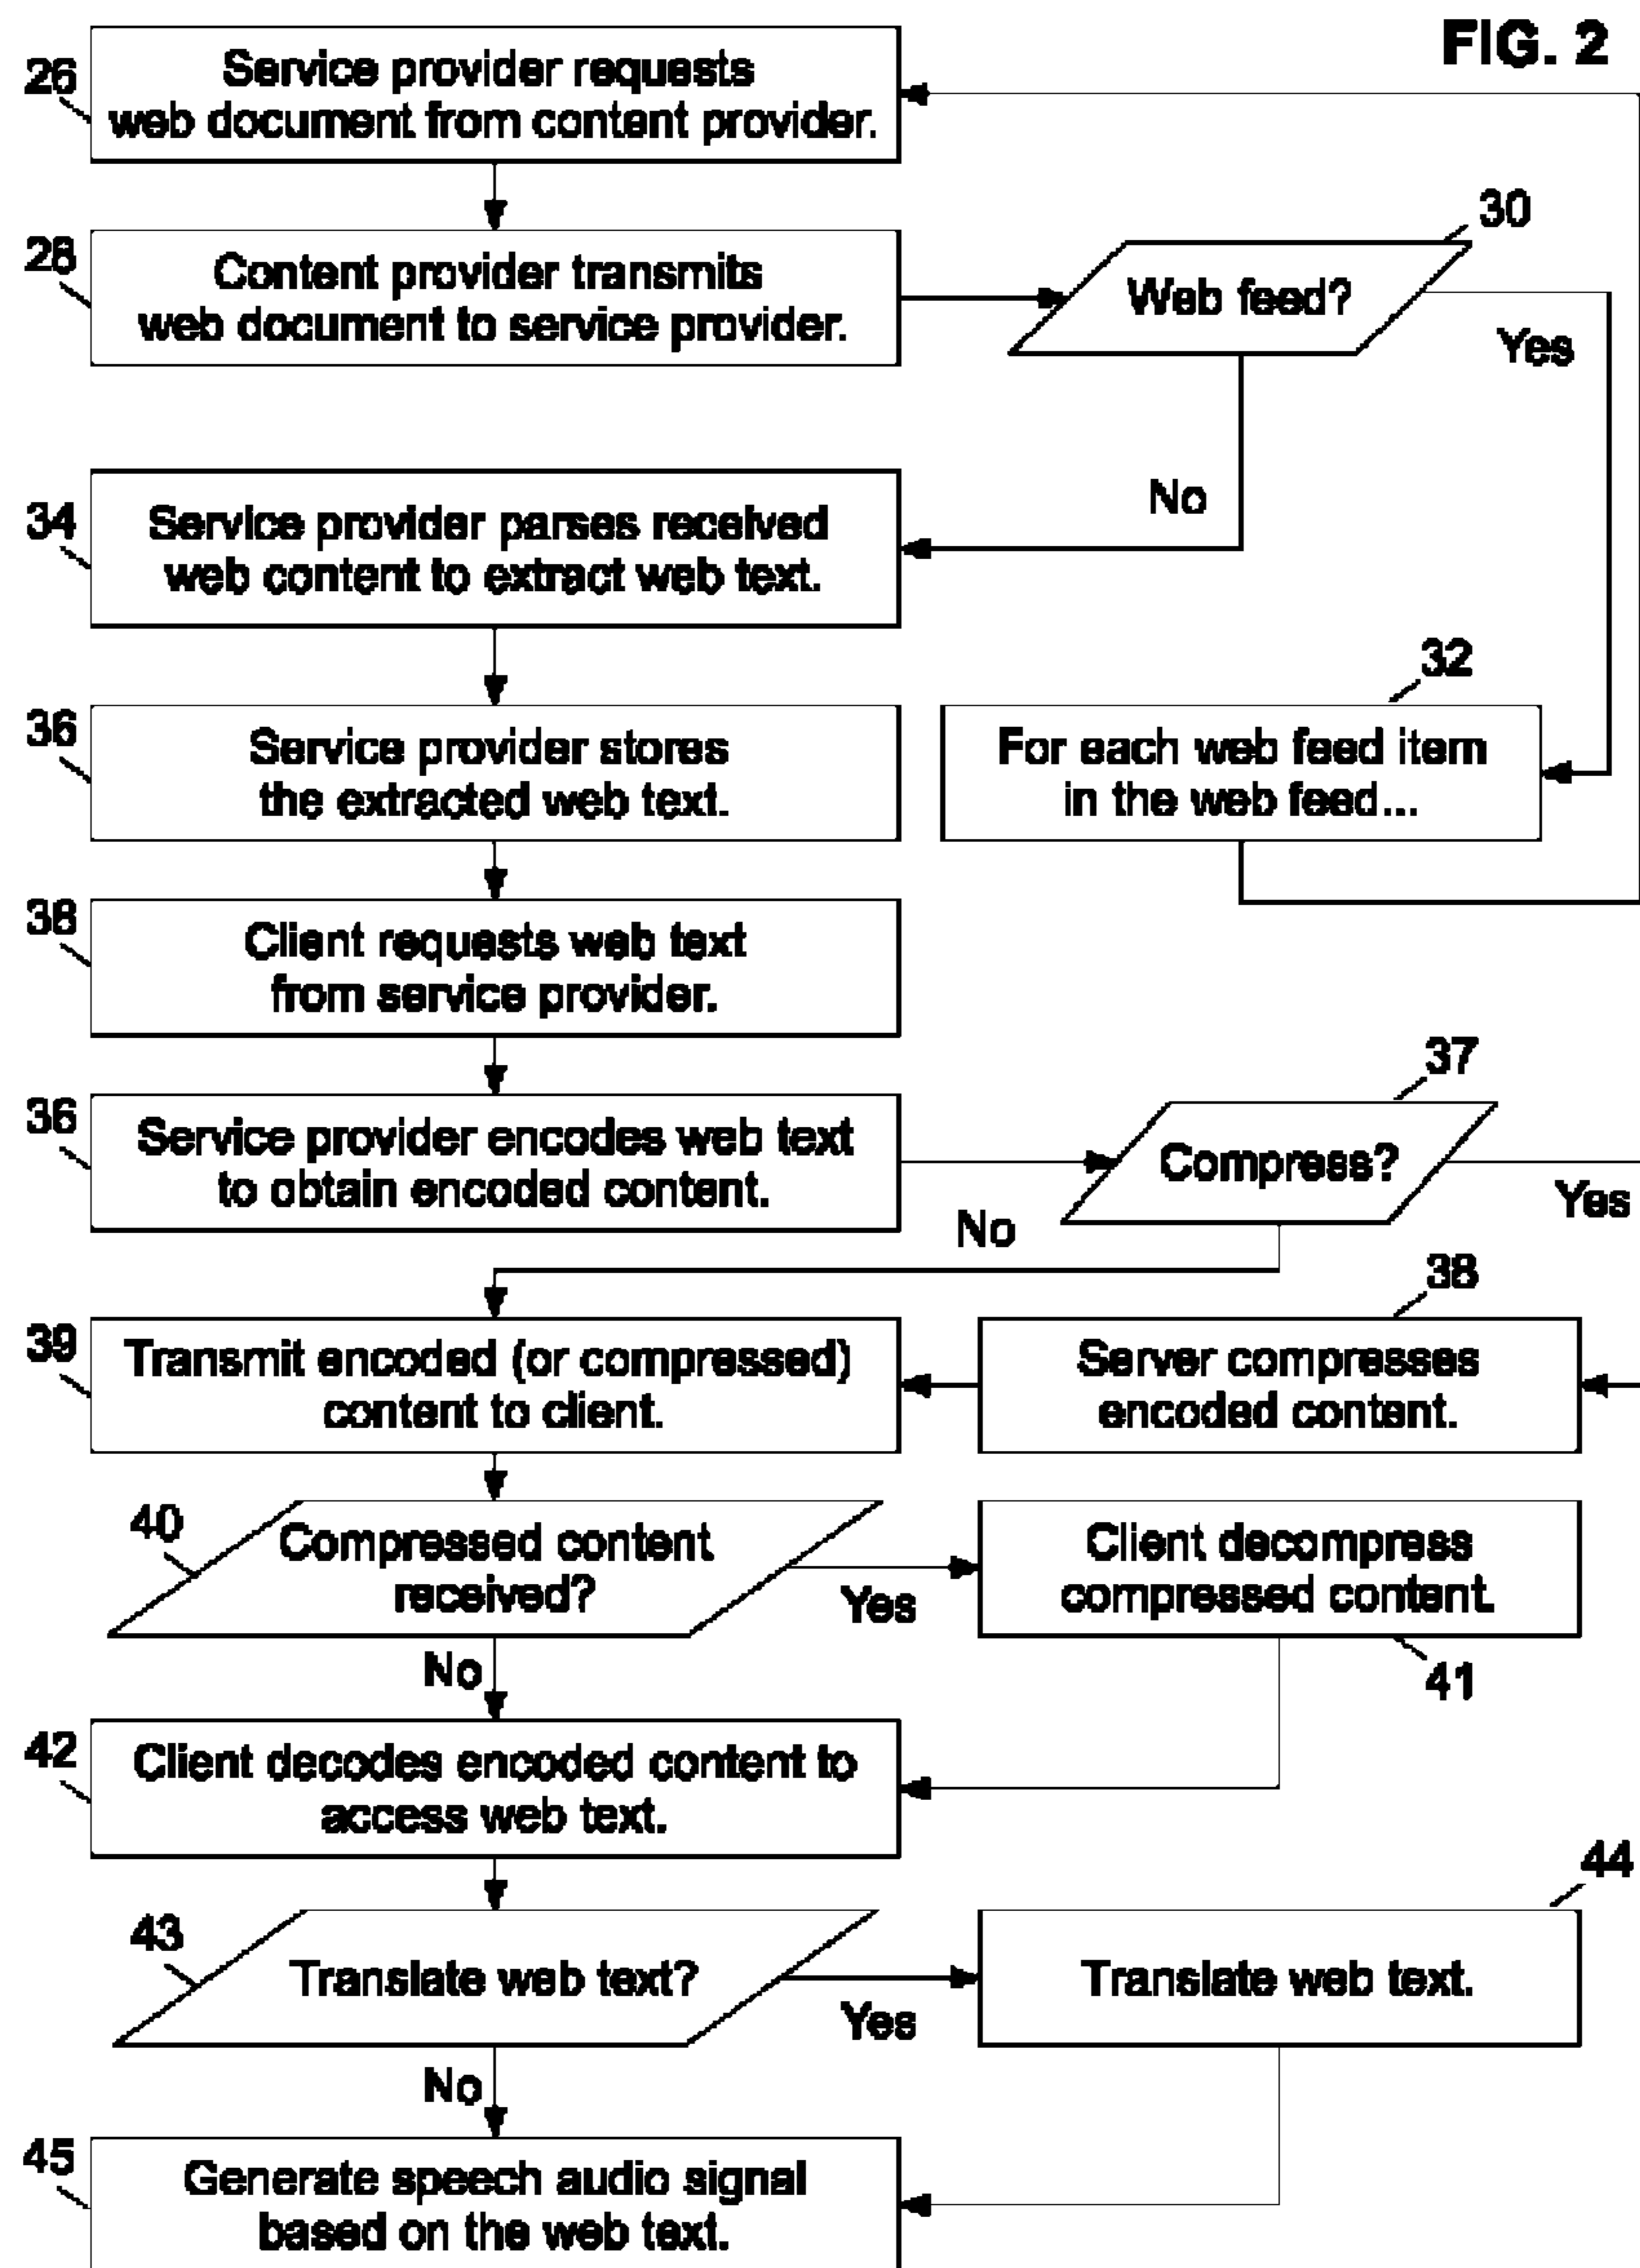 FIG. 2
26
Service provider requests
web document from content provider.
28
Content provider transmits
web document to service provider.
30
Web feed?
Yes
No
34
Service provider parses received
web content to extract web text.
32
For each web feed item
in the web feed...
36
Service provider stores
the extracted web text.
38
Client requests web text
from service provider.
36
Service provider encodes web text
to obtain encoded content.
37
Compress?
Yes
No
38
Server compresses
encoded content.
39
Transmit encoded (or compressed)
content to client.
40
Compressed content
received?
Yes
No
Client decompress
compressed content.
41
42
Client decodes encoded content to
access web text.
43
Translate web text?
Yes
No
44
Translate web text.
45
Generate speech audio signal
based on the web text.